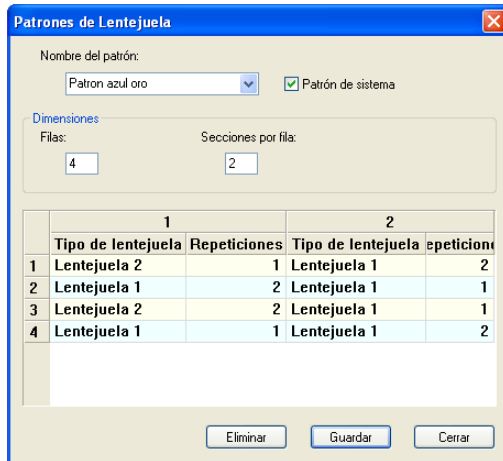 Patrones de Lentejuela
Nombre del patrón:
Patron azul oro
Patrón de sistema
Dimensiones
Filas: Secciones por fila:
4 2
1 2
Tipo de lentejuela Repeticiones Tipo de lentejuela epeticione
1 Lentejuela 2 1 Lentejuela 1 2
2 Lentejuela 1 2 Lentejuela 1 1
3 Lentejuela 2 2 Lentejuela 1 1
4 Lentejuela 1 1 Lentejuela 1 2
Eliminar Guardar Cerrar